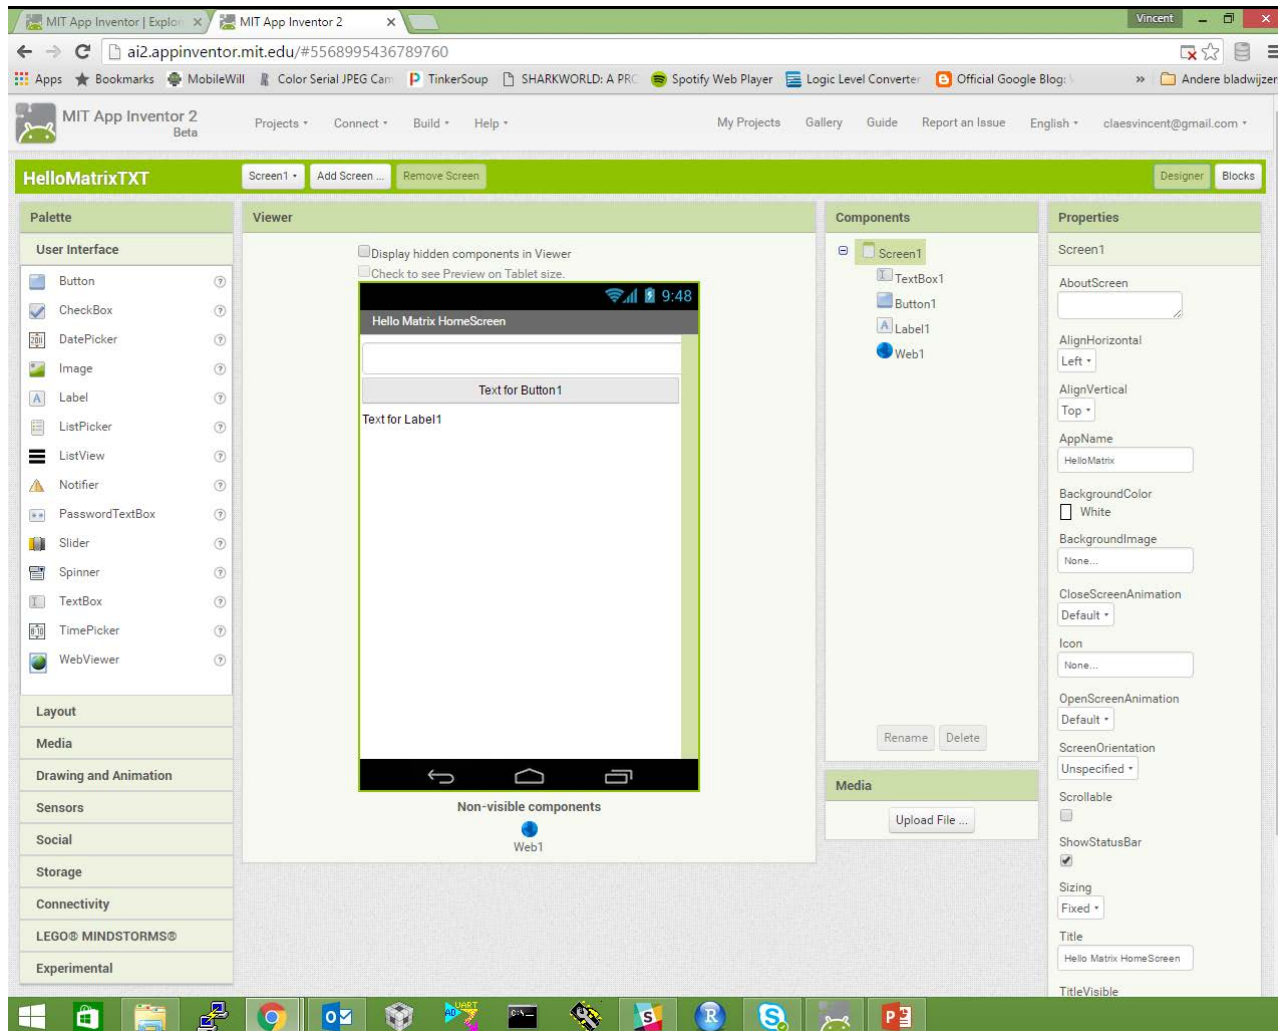 MIT App Inventor | Explor
MIT App Inventor 2
Vincent
ai2.appinventor.mit.edu/#5568995436789760
Apps
Bookmarks
MobileWill
Color Serial JPEG Cam
TinkerSoup
SHARKWORLD: A PRO
Spotify Web Player
Logic Level Converter
Official Google Blog:
»
Andere bladwijzer
MIT App Inventor 2
Beta
Projects
Connect
Build
Help
My Projects
Gallery
Guide
Report an Issue
English
claesvincent@gmail.com
HelloMatrixTXT
Screen1
Add Screen ...
Remove Screen
Designer
Blocks
Palette
User Interface
Button
CheckBox
DatePicker
Image
Label
ListPicker
ListView
Notifier
PasswordTextBox
Slider
Spinner
TextBox
TimePicker
WebViewer
Layout
Media
Drawing and Animation
Sensors
Social
Storage
Connectivity
LEGO® MINDSTORMS®
Experimental
Viewer
Display hidden components in Viewer
Check to see Preview on Tablet size.
9:48
Hello Matrix HomeScreen
Text for Button1
Text for Label1
Non-visible components
Web1
Components
Screen1
TextBox1
Button1
Label1
Web1
Rename
Delete
Media
Upload File ...
Properties
Screen1
AboutScreen
AlignHorizontal
Left
AlignVertical
Top
AppName
HelloMatrix
BackgroundColor
White
BackgroundImage
None...
CloseScreenAnimation
Default
Icon
None...
OpenScreenAnimation
Default
ScreenOrientation
Unspecified
Scrollable
ShowStatusBar
Sizing
Fixed
Title
Hello Matrix HomeScreen
TitleVisible